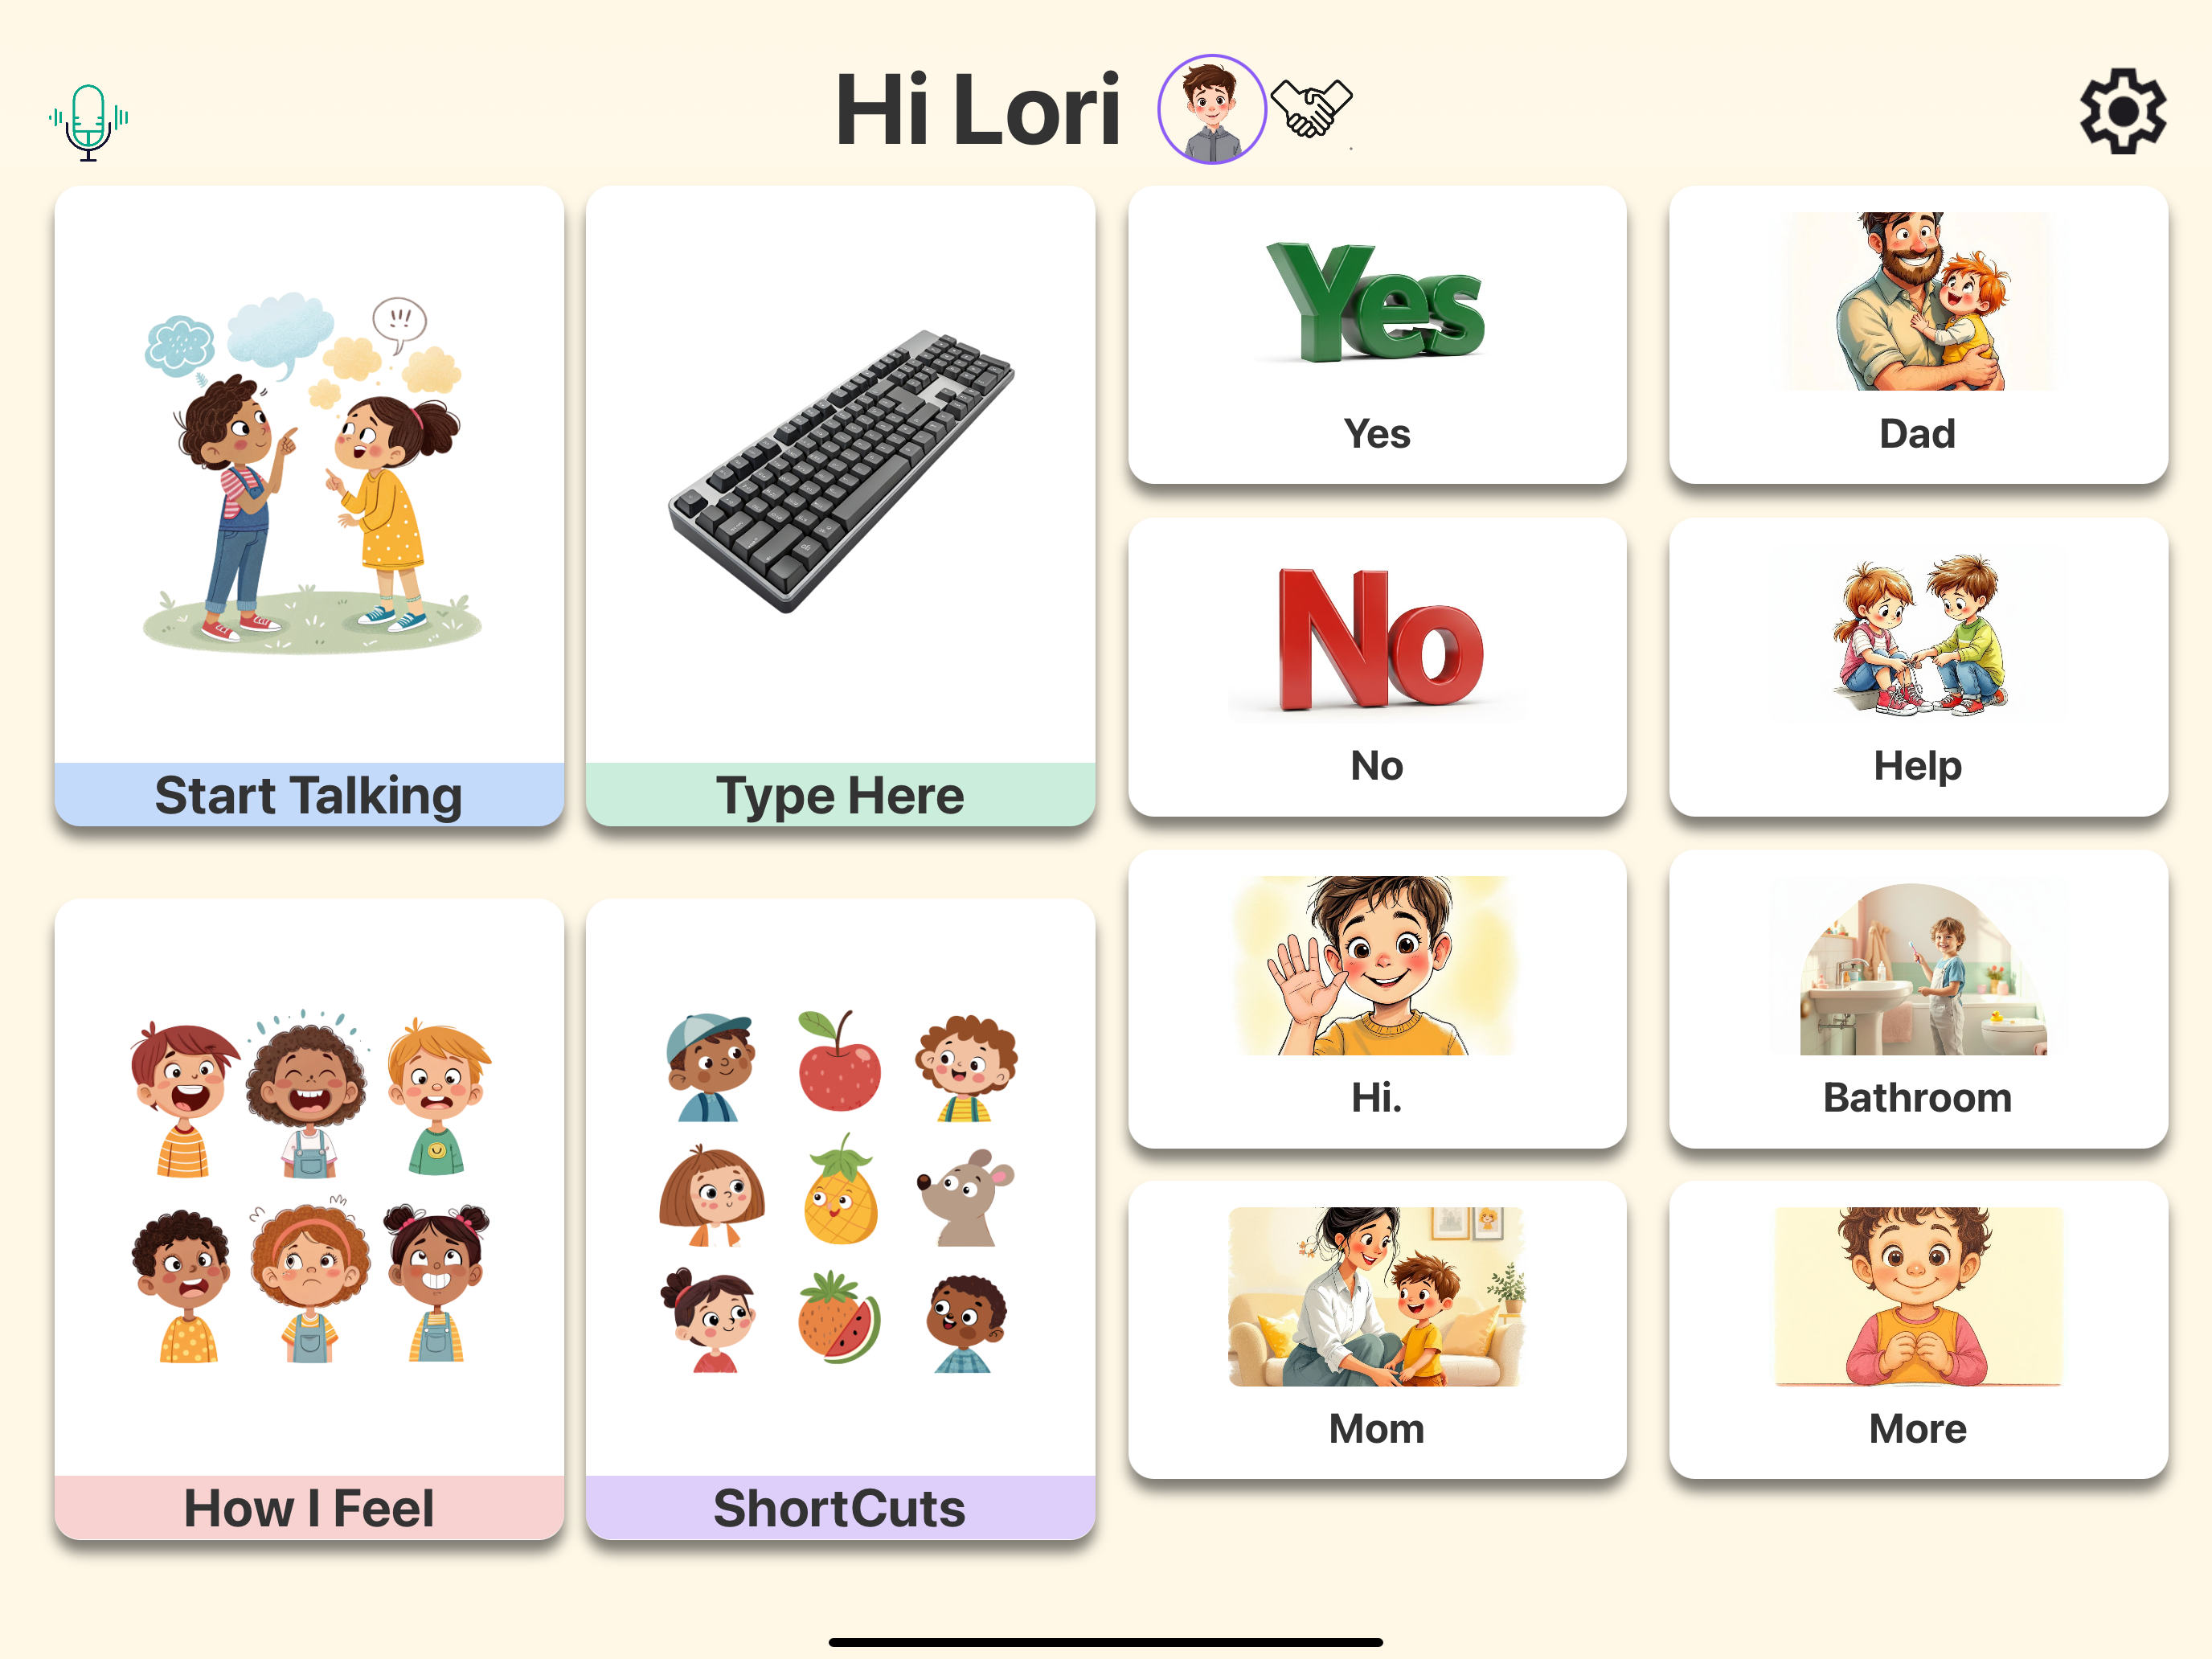 Hi Lori
Start Talking
Type Here
How I Feel
ShortCuts
Yes
Yes
Dad
No
No
Help
Hi.
Bathroom
Mom
More